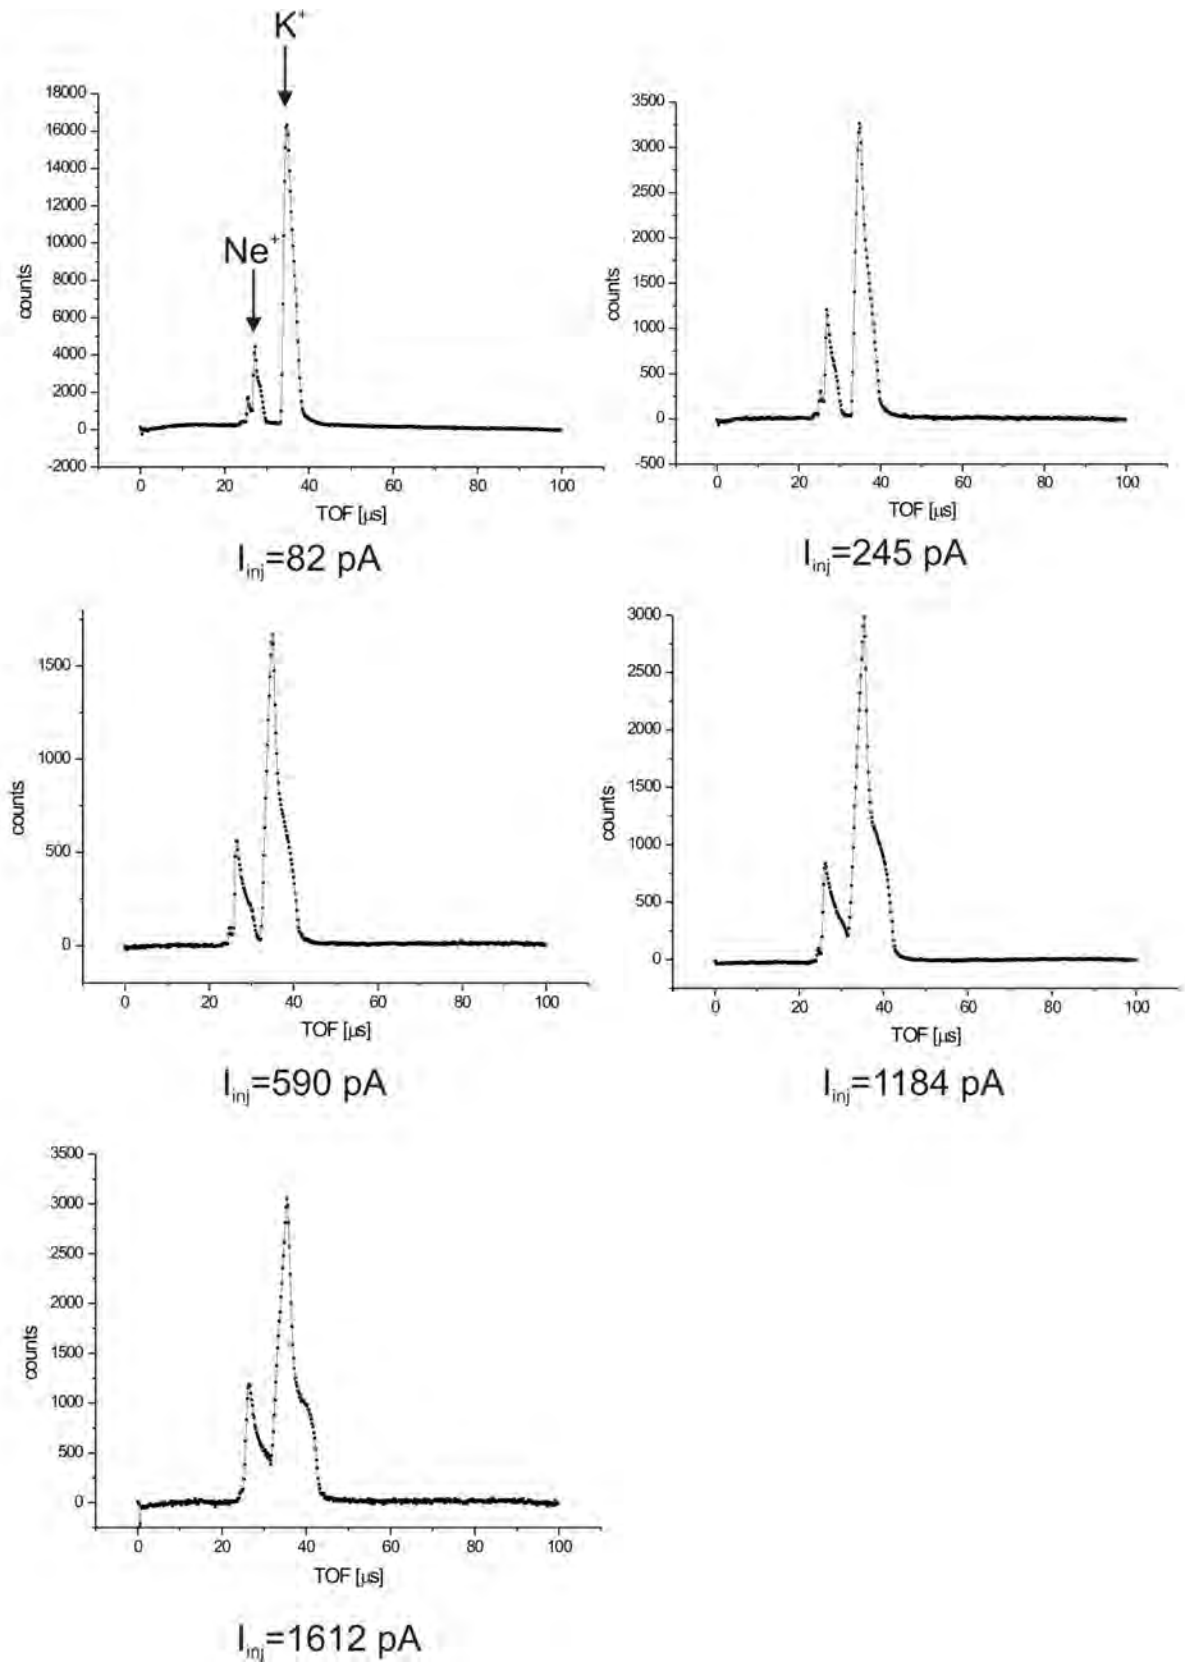 K+
18000
16000
14000
12000
10000
8000
6000
4000
2000
0
-2000
counts
Ne+
0 20 40 60 80 100
TOF [μs]
Iinj=82 pA
3500
3000
2500
2000
1500
1000
500
0
-500
counts
0 20 40 60 80 100
TOF [μs]
Iinj=245 pA
1500
1000
500
0
counts
0 20 40 60 80 100
TOF [μs]
Iinj=590 pA
3000
2500
2000
1500
1000
500
0
counts
0 20 40 60 80 100
TOF [μs]
Iinj=1184 pA
3500
3000
2500
2000
1500
1000
500
0
counts
0 20 40 60 80 100
TOF [μs]
Iinj=1612 pA